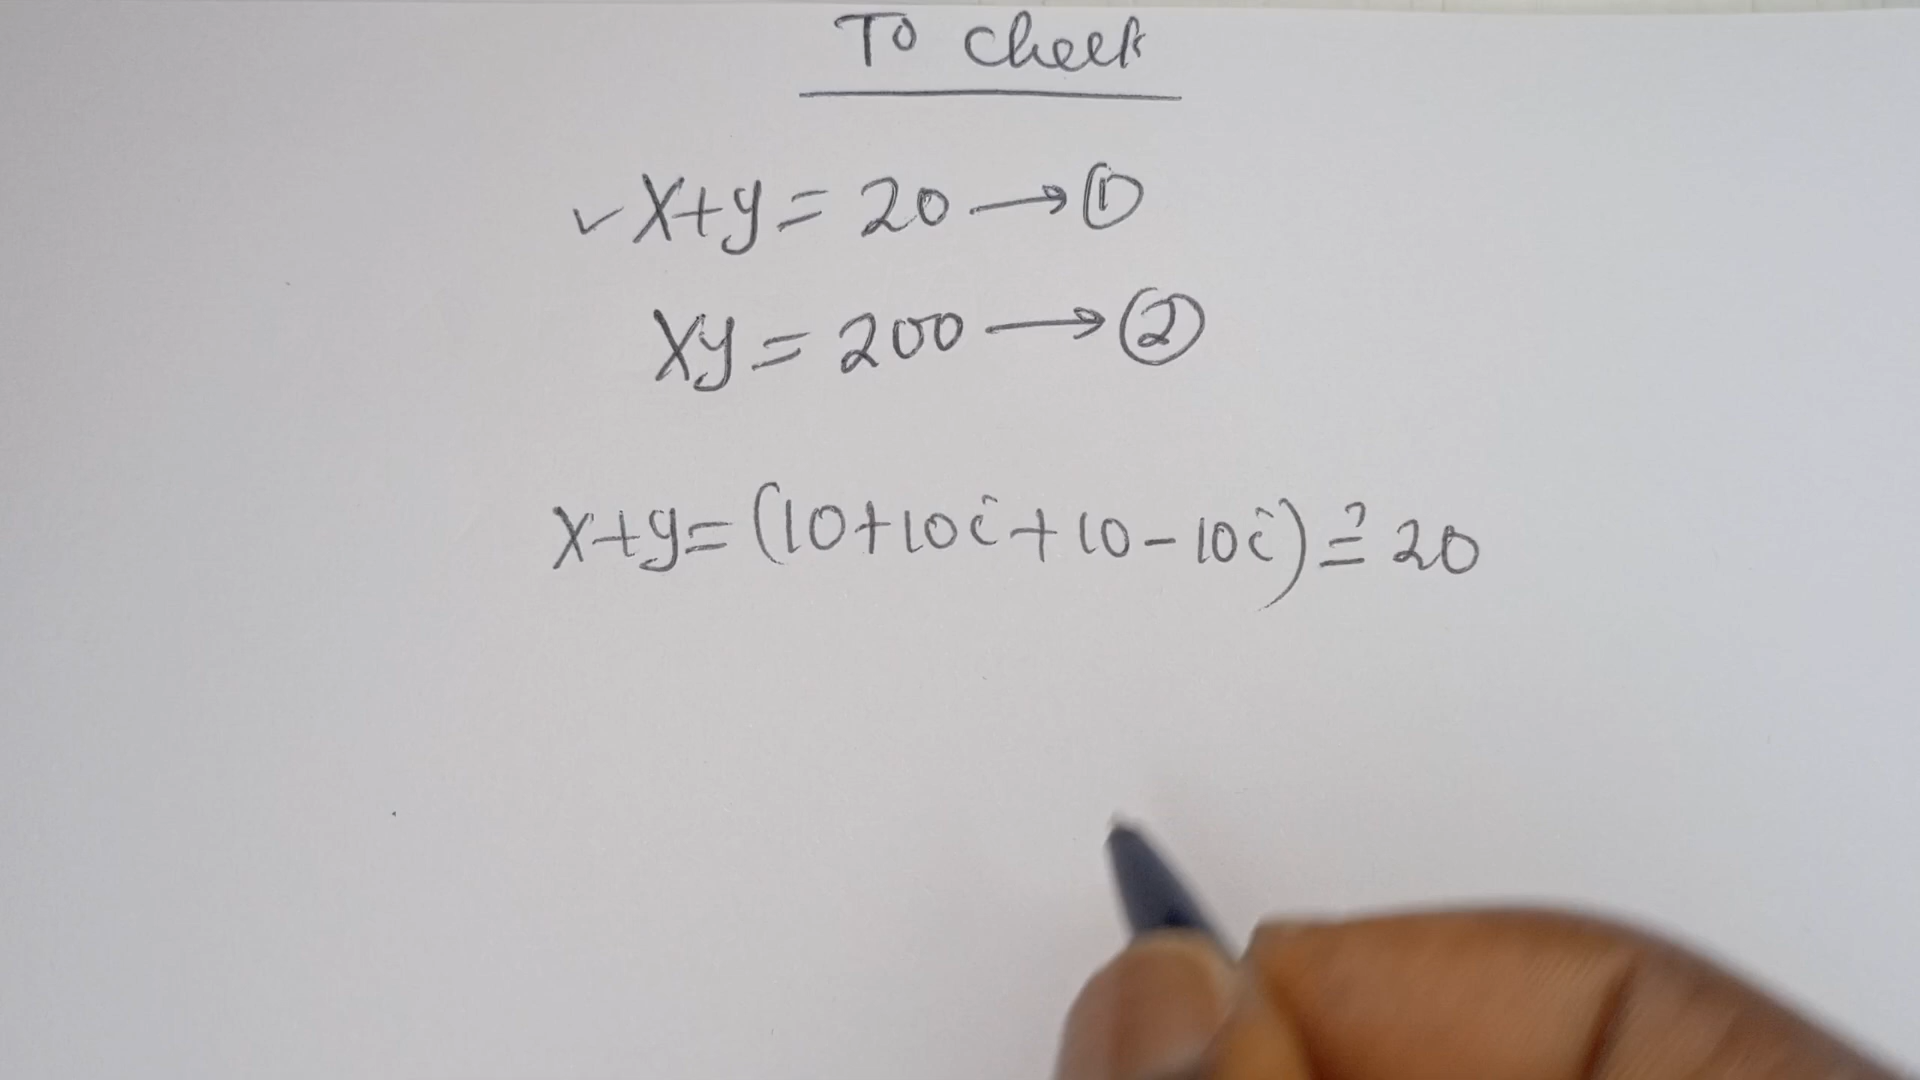 To Check
✓ x+y = 20 → ①
xy = 200 → ②
x+y = (10+10i+10-10i) ≟ 20